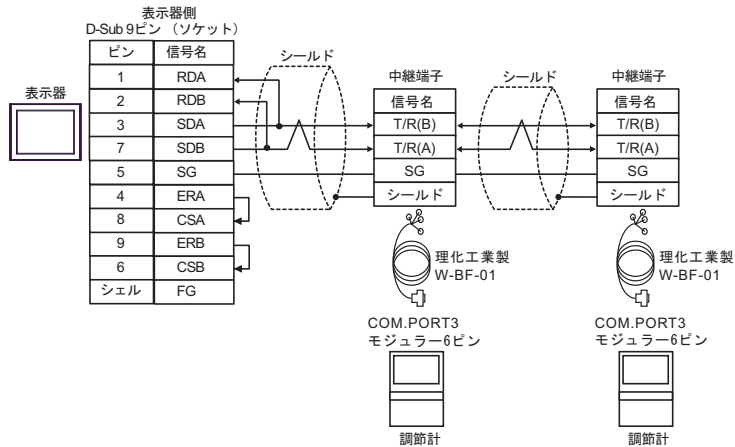 表示器側
D-Sub 9ピン （ソケット）
ピン 信号名
1 RDA
2 RDB
3 SDA
7 SDB
5 SG
4 ERA
8 CSA
9 ERB
6 CSB
シェル FG
表示器
シールド
中継端子
信号名
T/R(B)
T/R(A)
SG
シールド
シールド
中継端子
信号名
T/R(B)
T/R(A)
SG
シールド
理化工業製
W-BF-01
理化工業製
W-BF-01
COM.PORT3
モジュラー6ピン
COM.PORT3
モジュラー6ピン
調節計
調節計